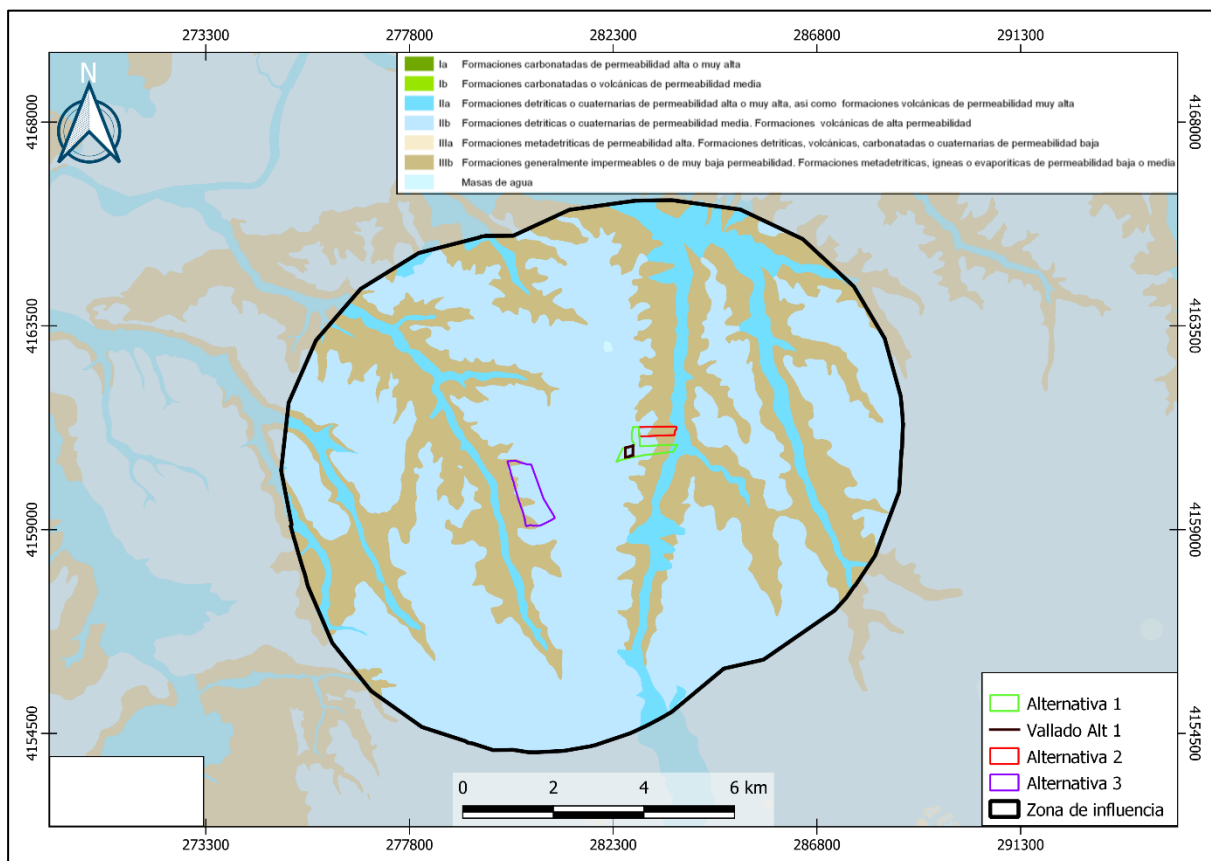 273300 277800 282300 286800 291300
N
Ia Formaciones carbonatadas de permeabilidad alta o muy alta
Ib Formaciones carbonatadas o volcánicas de permeabilidad media
IIa Formaciones detríticas o cuaternarias de permeabilidad alta o muy alta, asi como formaciones volcánicas de permeabilidad muy alta
IIb Formaciones detríticas o cuaternarias de permeabilidad media. Formaciones volcánicas de alta permeabilidad
IIIa Formaciones metadetríticas de permeabilidad alta. Formaciones detríticas, volcánicas, carbonatadas o cuaternarias de permeabilidad baja
IIIb Formaciones generalmente impermeables o de muy baja permeabilidad. Formaciones metadetríticas, ígneas o evaporíticas de permeabilidad baja o media
Masas de agua
4168000 4168000
4163500 4163500
4159000 4159000
4154500 4154500
Alternativa 1
Vallado Alt 1
Alternativa 2
Alternativa 3
Zona de influencia
0 2 4 6 km
273300 277800 282300 286800 291300